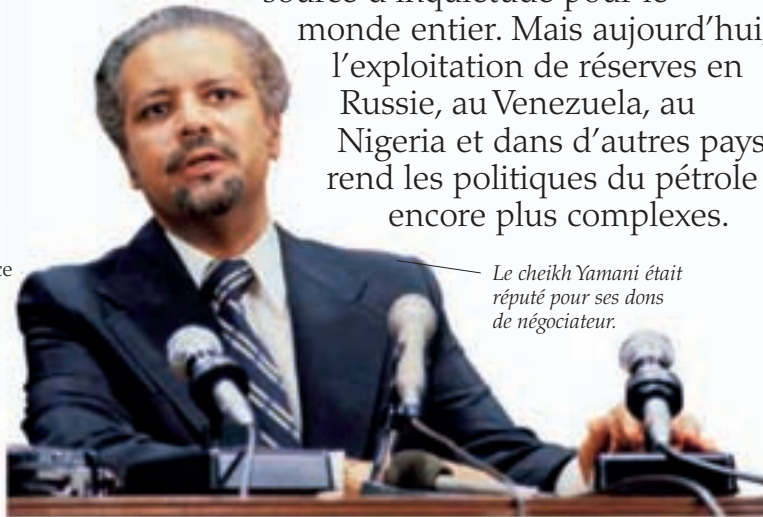 monde entier. Mais aujourd'hui,
l'exploitation de réserves en
Russie, au Venezuela, au
Nigeria et dans d'autres pays
rend les politiques du pétrole
encore plus complexes.
ce
Le cheikh Yamani était
réputé pour ses dons
de négociateur.